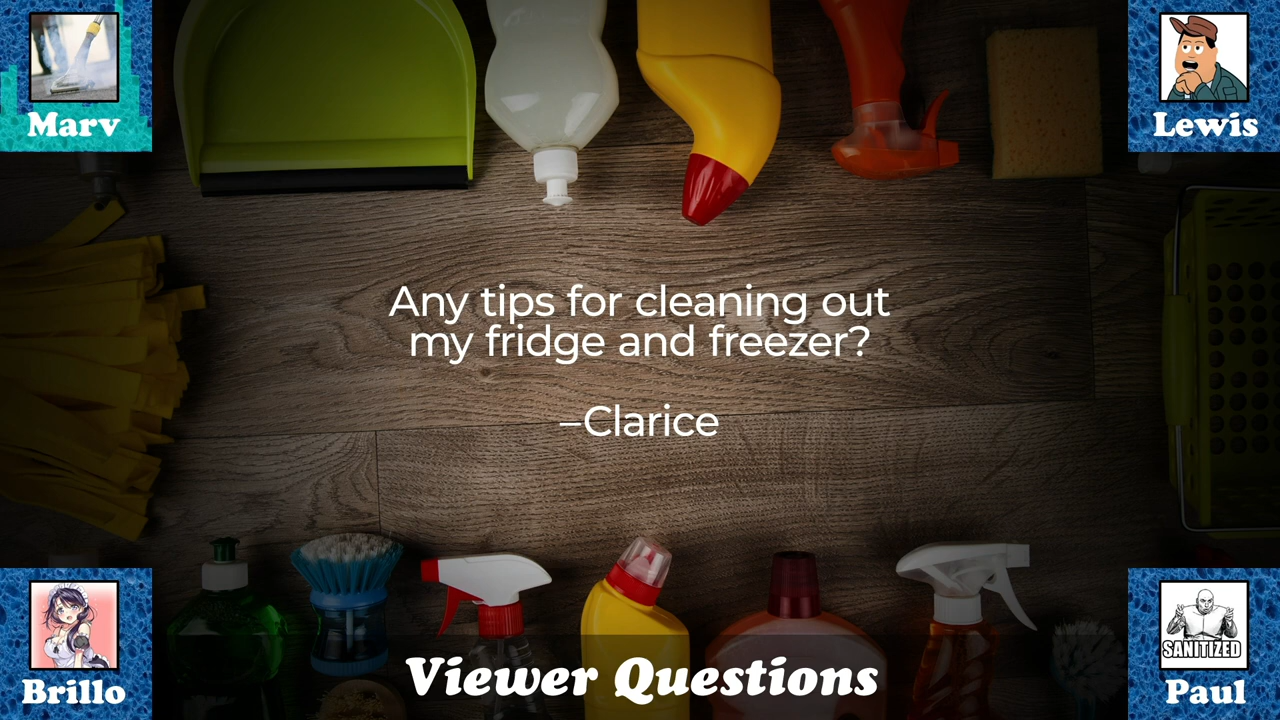 Marv
Lewis
Any tips for cleaning out
my fridge and freezer?
–Clarice
Brillo
Viewer Questions
SANITIZED
Paul